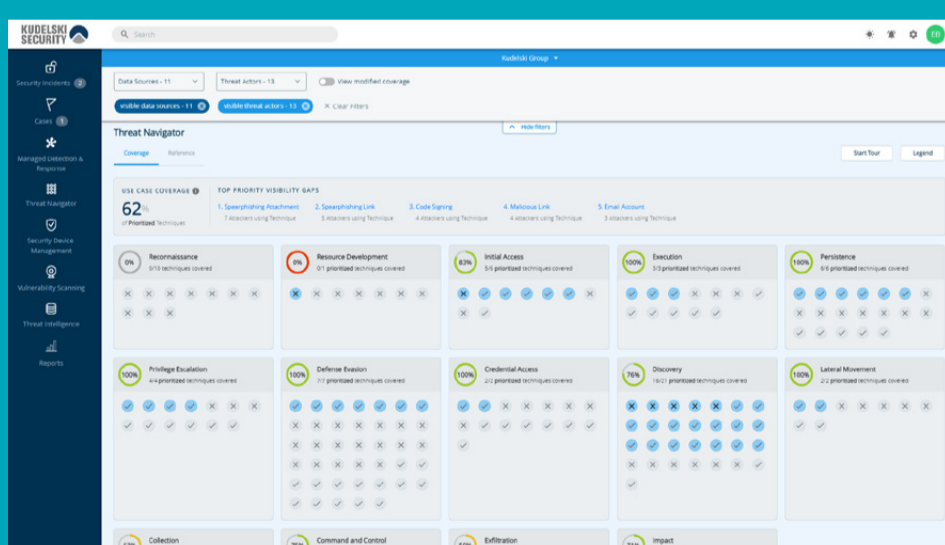 KUDELSKI
SECURITY
Search
EB
Kudelski Group
Security Incidents 2
Cases 1
Managed Detection &
Response
Threat Navigator
Security Device
Management
Vulnerability Scanning
Threat Intelligence
Reports
Data Sources - 11
Threat Actors - 13
View modified coverage
visible data sources - 11
visible threat actors - 13
Clear Filters
Hide filters
Threat Navigator
Coverage
Reference
Start Tour
Legend
USE CASE COVERAGE
62%
of Prioritized Techniques
TOP PRIORITY VISIBILITY GAPS
1. Spearphishing Attachment
7 Attackers using Technique
2. Spearphishing Link
5 Attackers using Technique
3. Code Signing
4 Attackers using Technique
4. Malicious Link
4 Attackers using Technique
5. Email Account
3 Attackers using Technique
0%
Reconnaissance
0/10 techniques covered
0%
Resource Development
0/1 prioritized techniques covered
83%
Initial Access
5/6 prioritized techniques covered
100%
Execution
3/3 prioritized techniques covered
100%
Persistence
6/6 prioritized techniques covered
100%
Privilege Escalation
4/4 prioritized techniques covered
100%
Defense Evasion
7/7 prioritized techniques covered
100%
Credential Access
2/2 prioritized techniques covered
76%
Discovery
16/21 prioritized techniques covered
100%
Lateral Movement
2/2 prioritized techniques covered
Collection
Command and Control
Exfiltration
Impact